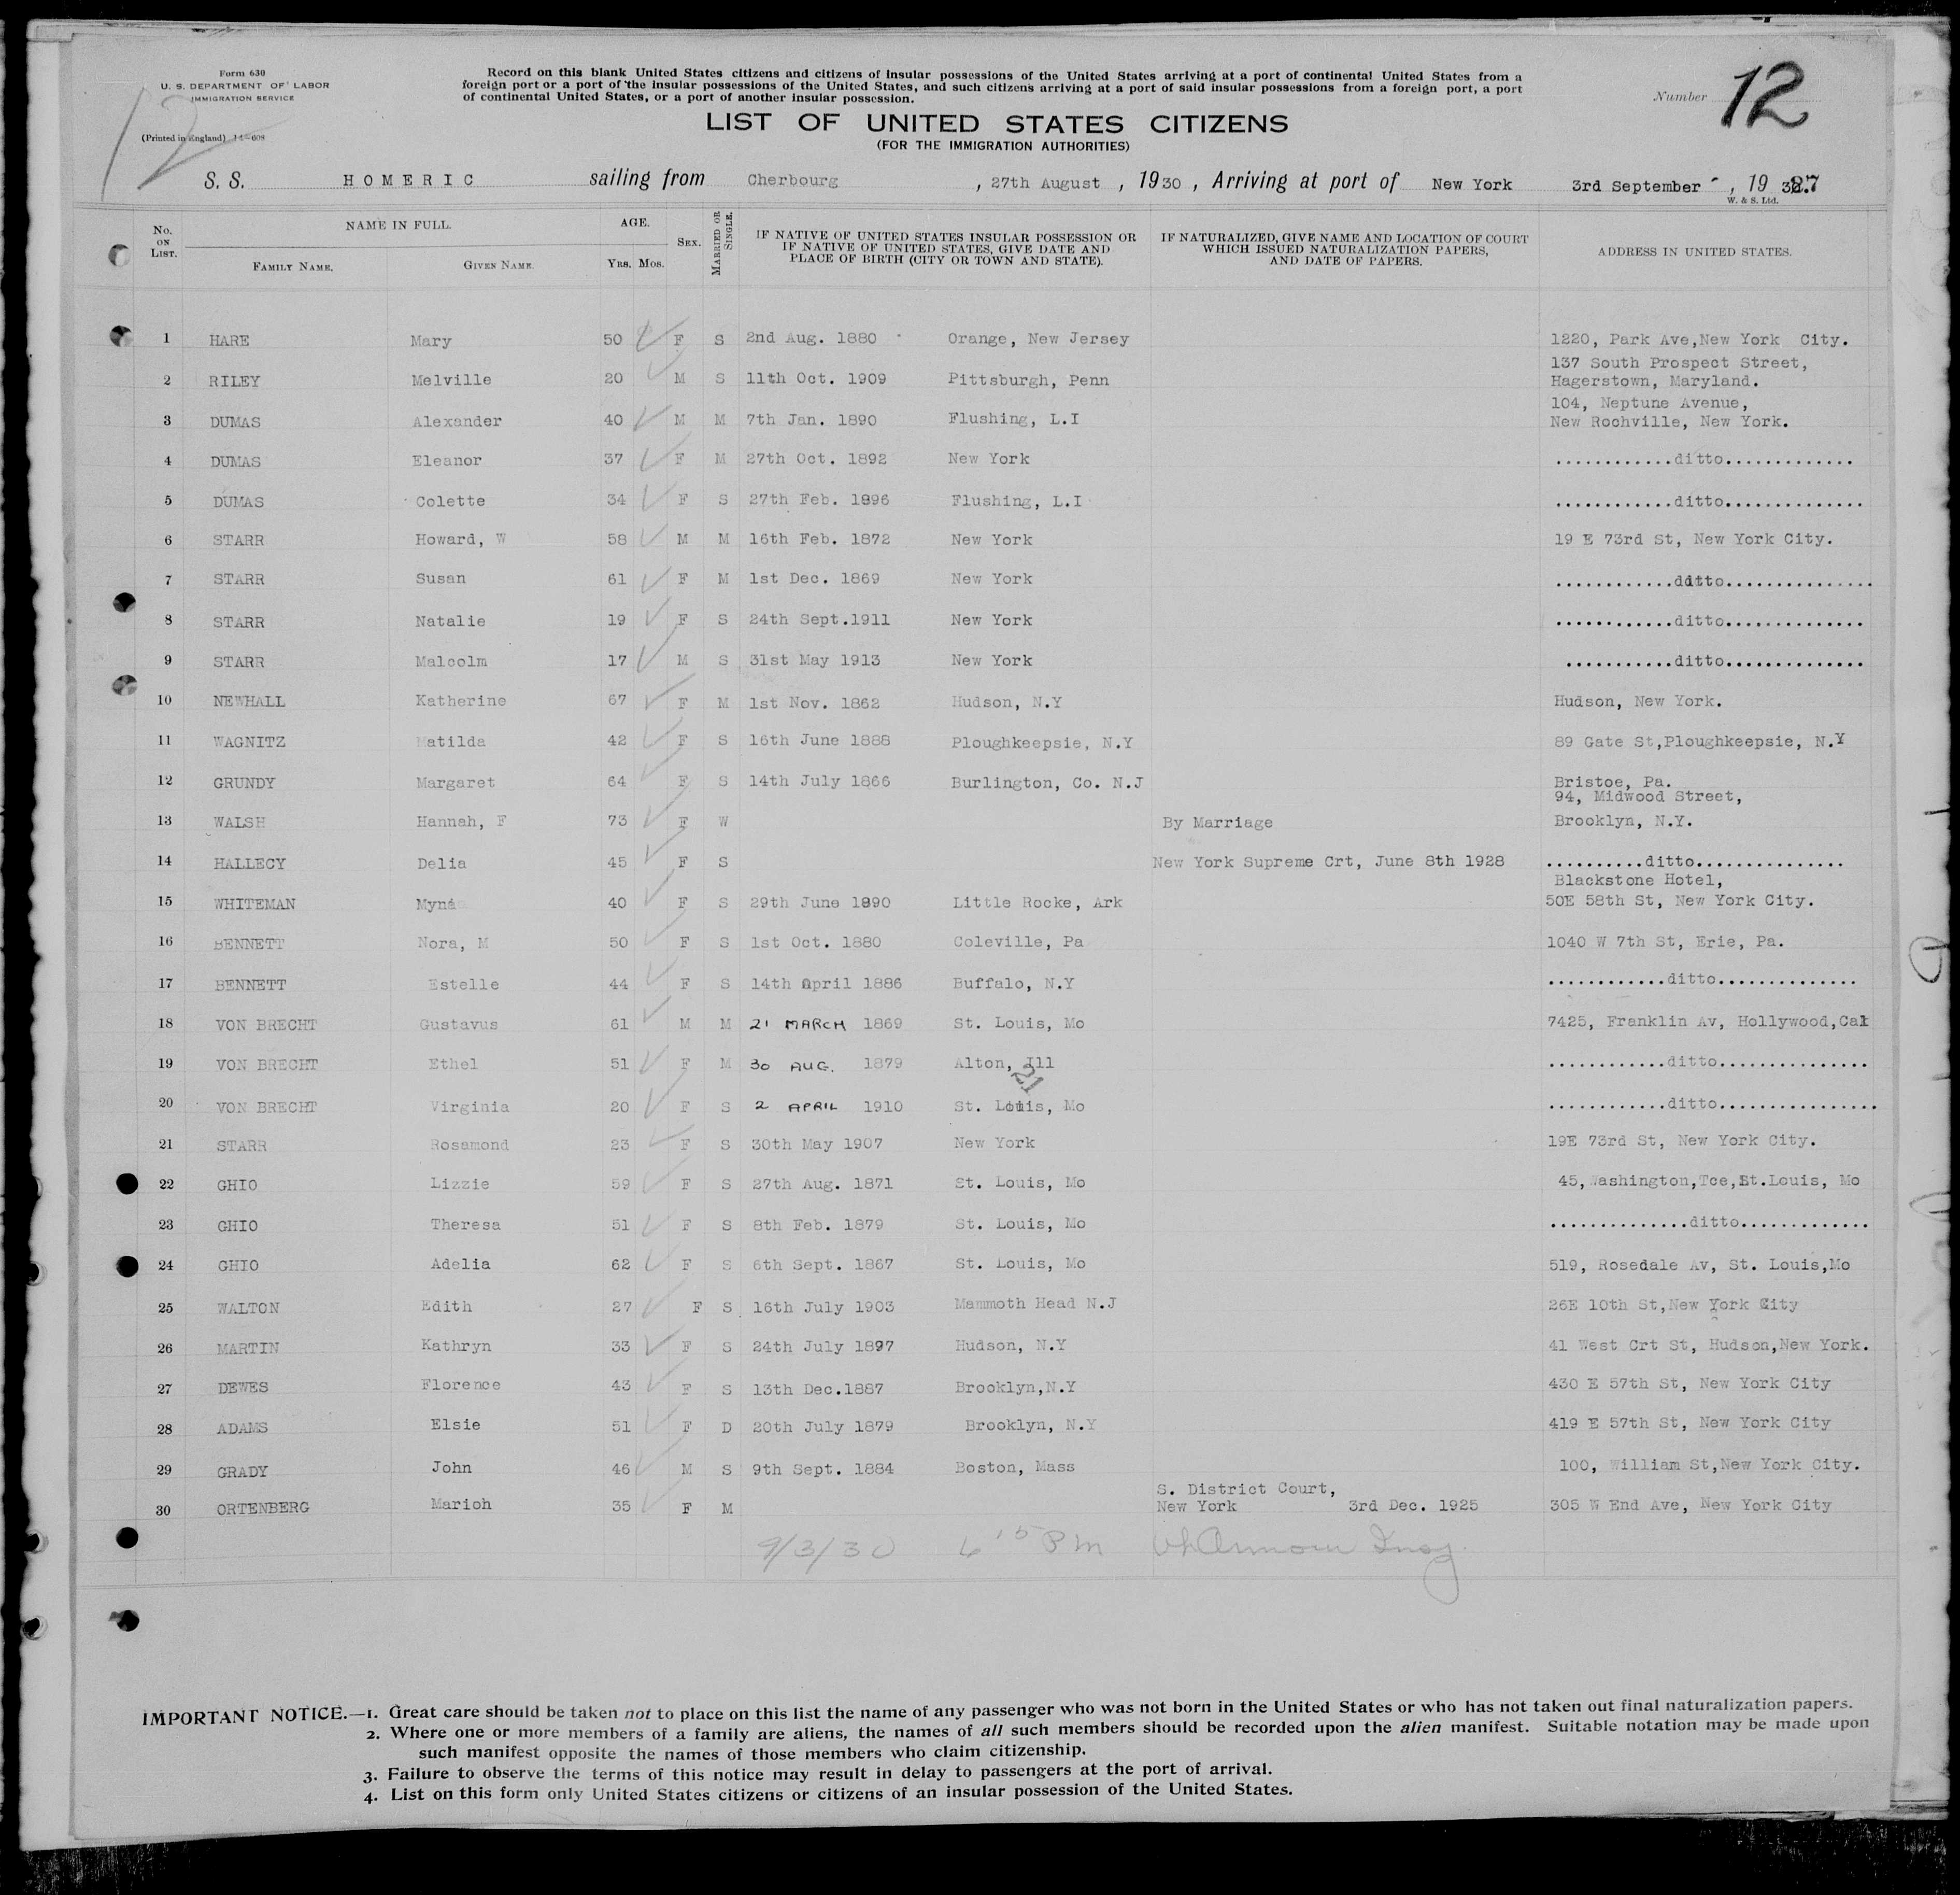 Form 630
U. S. DEPARTMENT OF LABOR
IMMIGRATION SERVICE
(Printed in England) 14-608
12
Record on this blank United States citizens and citizens of insular possessions of the United States arriving at a port of continental United States from a
foreign port or a port of the insular possessions of the United States, and such citizens arriving at a port of said insular possessions from a foreign port, a port
of continental United States, or a port of another insular possession.
Number 12
LIST OF UNITED STATES CITIZENS
(FOR THE IMMIGRATION AUTHORITIES)
S. S. HOMERIC sailing from Cherbourg , 27th August , 1930 , Arriving at port of New York 3rd September , 19
W. & S. Ltd.
No. ON LIST. NAME IN FULL. FAMILY NAME. GIVEN NAME. AGE. YRS. MOS. SEX. MARRIED OR SINGLE. IF NATIVE OF UNITED STATES INSULAR POSSESSION OR IF NATIVE OF UNITED STATES, GIVE DATE AND PLACE OF BIRTH (CITY OR TOWN AND STATE). IF NATURALIZED, GIVE NAME AND LOCATION OF COURT WHICH ISSUED NATURALIZATION PAPERS, AND DATE OF PAPERS. ADDRESS IN UNITED STATES.
1 HARE Mary 50 F S 2nd Aug. 1880 Orange, New Jersey 1220, Park Ave,New York City.
2 RILEY Melville 20 M S 11th Oct. 1909 Pittsburgh, Penn 137 South Prospect Street, Hagerstown, Maryland.
3 DUMAS Alexander 40 M M 7th Jan. 1890 Flushing, L.I 104, Neptune Avenue, New Rochville, New York.
4 DUMAS Eleanor 37 F M 27th Oct. 1892 New York ............ditto.............
5 DUMAS Colette 34 F S 27th Feb. 1896 Flushing, L.I ............ditto..............
6 STARR Howard, W 58 M M 16th Feb. 1872 New York 19 E 73rd St, New York City.
7 STARR Susan 61 F M 1st Dec. 1869 New York ............ditto...............
8 STARR Natalie 19 F S 24th Sept.1911 New York ............ditto..............
9 STARR Malcolm 17 M S 31st May 1913 New York ...........ditto..............
10 NEWHALL Katherine 67 F M 1st Nov. 1862 Hudson, N.Y Hudson, New York.
11 WAGNITZ Matilda 42 F S 16th June 1888 Ploughkeepsie, N.Y 89 Gate St,Ploughkeepsie, N.Y
12 GRUNDY Margaret 64 F S 14th July 1866 Burlington, Co. N.J Bristoe, Pa.
13 WALSH Hannah, F 73 F W By Marriage 94, Midwood Street, Brooklyn, N.Y.
14 HALLECY Delia 45 F S New York Supreme Crt, June 8th 1928 ..........ditto...............
15 WHITEMAN Myna 40 F S 29th June 1890 Little Rocke, Ark Blackstone Hotel, 50E 58th St, New York City.
16 BENNETT Nora, M 50 F S 1st Oct. 1880 Coleville, Pa 1040 W 7th St, Erie, Pa.
17 BENNETT Estelle 44 F S 14th April 1886 Buffalo, N.Y ............ditto..............
18 VON BRECHT Gustavus 61 M M 21 MARCH 1869 St. Louis, Mo 7425, Franklin Av, Hollywood,Cal
19 VON BRECHT Ethel 51 F M 30 AUG. 1879 Alton, Ill ............ditto...............
21
20 VON BRECHT Virginia 20 F S 2 APRIL 1910 St. Louis, Mo ............ditto................
21 STARR Rosamond 23 F S 30th May 1907 New York 19E 73rd St, New York City.
22 GHIO Lizzie 59 F S 27th Aug. 1871 St. Louis, Mo 45,Washington,Tce,St.Louis, Mo
23 GHIO Theresa 51 F S 8th Feb. 1879 St. Louis, Mo ..............ditto.............
24 GHIO Adelia 62 F S 6th Sept. 1867 St. Louis, Mo 519, Rosedale Av, St. Louis,Mo
25 WALTON Edith 27 F S 16th July 1903 Mammoth Head N.J 26E 10th St,New York City
26 MARTIN Kathryn 33 F S 24th July 1897 Hudson, N.Y 41 West Crt St, Hudson,New York.
27 DEWES Florence 43 F S 13th Dec.1887 Brooklyn,N.Y 430 E 57th St, New York City
28 ADAMS Elsie 51 F D 20th July 1879 Brooklyn, N.Y 419 E 57th St, New York City
29 GRADY John 46 M S 9th Sept. 1884 Boston, Mass 100, William St,New York City.
30 ORTENBERG Marioh 35 F M S. District Court, New York 3rd Dec. 1925 305 W End Ave, New York City
9/3/30 6 15 PM
IMPORTANT NOTICE.—1. Great care should be taken not to place on this list the name of any passenger who was not born in the United States or who has not taken out final naturalization papers.
2. Where one or more members of a family are aliens, the names of all such members should be recorded upon the alien manifest. Suitable notation may be made upon
such manifest opposite the names of those members who claim citizenship.
3. Failure to observe the terms of this notice may result in delay to passengers at the port of arrival.
4. List on this form only United States citizens or citizens of an insular possession of the United States.